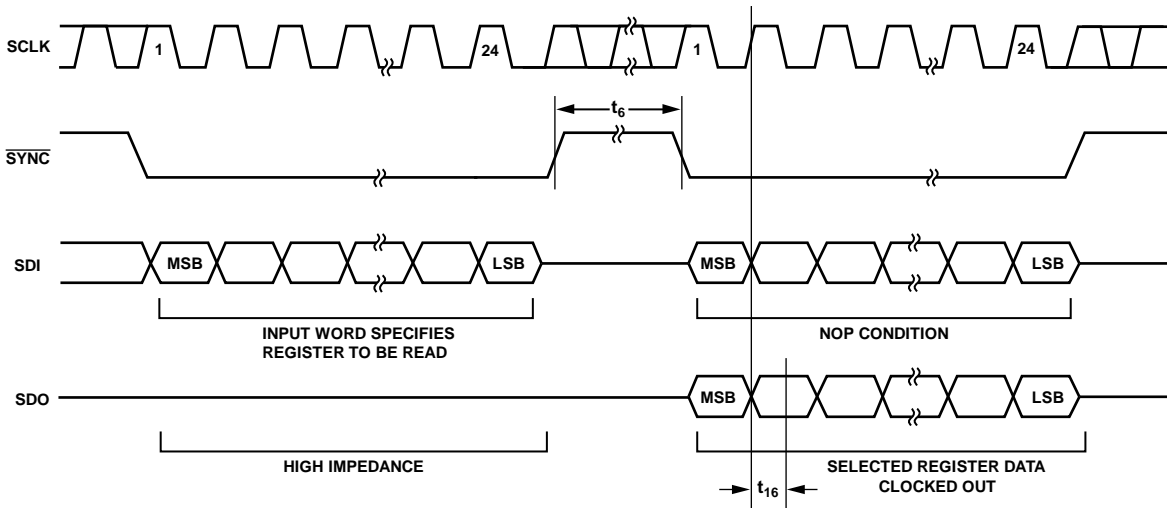 SCLK
1
24
1
24
t6
SYNC
SDI
MSB
LSB
MSB
LSB
INPUT WORD SPECIFIES
REGISTER TO BE READ
NOP CONDITION
SDO
MSB
LSB
HIGH IMPEDANCE
SELECTED REGISTER DATA
CLOCKED OUT
t16